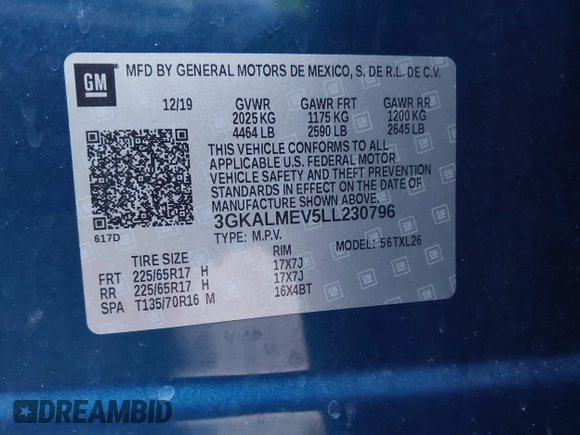 GM
MFD BY GENERAL MOTORS DE MEXICO, S. DE R.L. DE C.V.
12/19 GVWR GAWR FRT GAWR RR
2025 KG 1175 KG 1200 KG
4464 LB 2590 LB 2645 LB
THIS VEHICLE CONFORMS TO ALL
APPLICABLE U.S. FEDERAL MOTOR
VEHICLE SAFETY AND THEFT PREVENTION
STANDARDS IN EFFECT ON THE DATE OF
MANUFACTURE SHOWN ABOVE.
617D 3GKALMEV5LL230796
TYPE: M.P.V. MODEL: 56TXL26
TIRE SIZE RIM
FRT 225/65R17 H 17X7J
RR 225/65R17 H 17X7J
SPA T135/70R16 M 16X4BT
DREAMBID